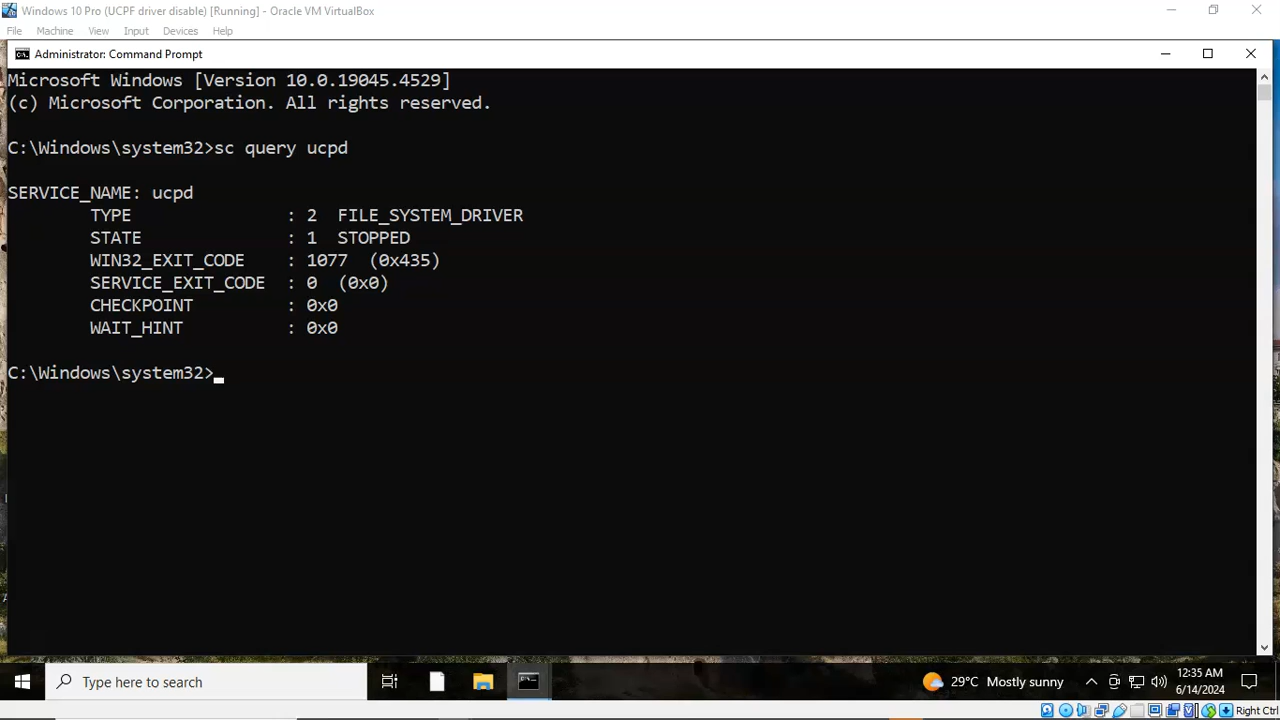 Windows 10 Pro (UCPF driver disable) [Running] - Oracle VM VirtualBox
File Machine View Input Devices Help
Administrator: Command Prompt
Microsoft Windows [Version 10.0.19045.4529]
(c) Microsoft Corporation. All rights reserved.
C:\Windows\system32>sc query ucpd
SERVICE_NAME: ucpd
TYPE : 2 FILE_SYSTEM_DRIVER
STATE : 1 STOPPED
WIN32_EXIT_CODE : 1077 (0x435)
SERVICE_EXIT_CODE : 0 (0x0)
CHECKPOINT : 0x0
WAIT_HINT : 0x0
C:\Windows\system32>
Type here to search
29°C Mostly sunny
12:35 AM
6/14/2024
Right Ctrl